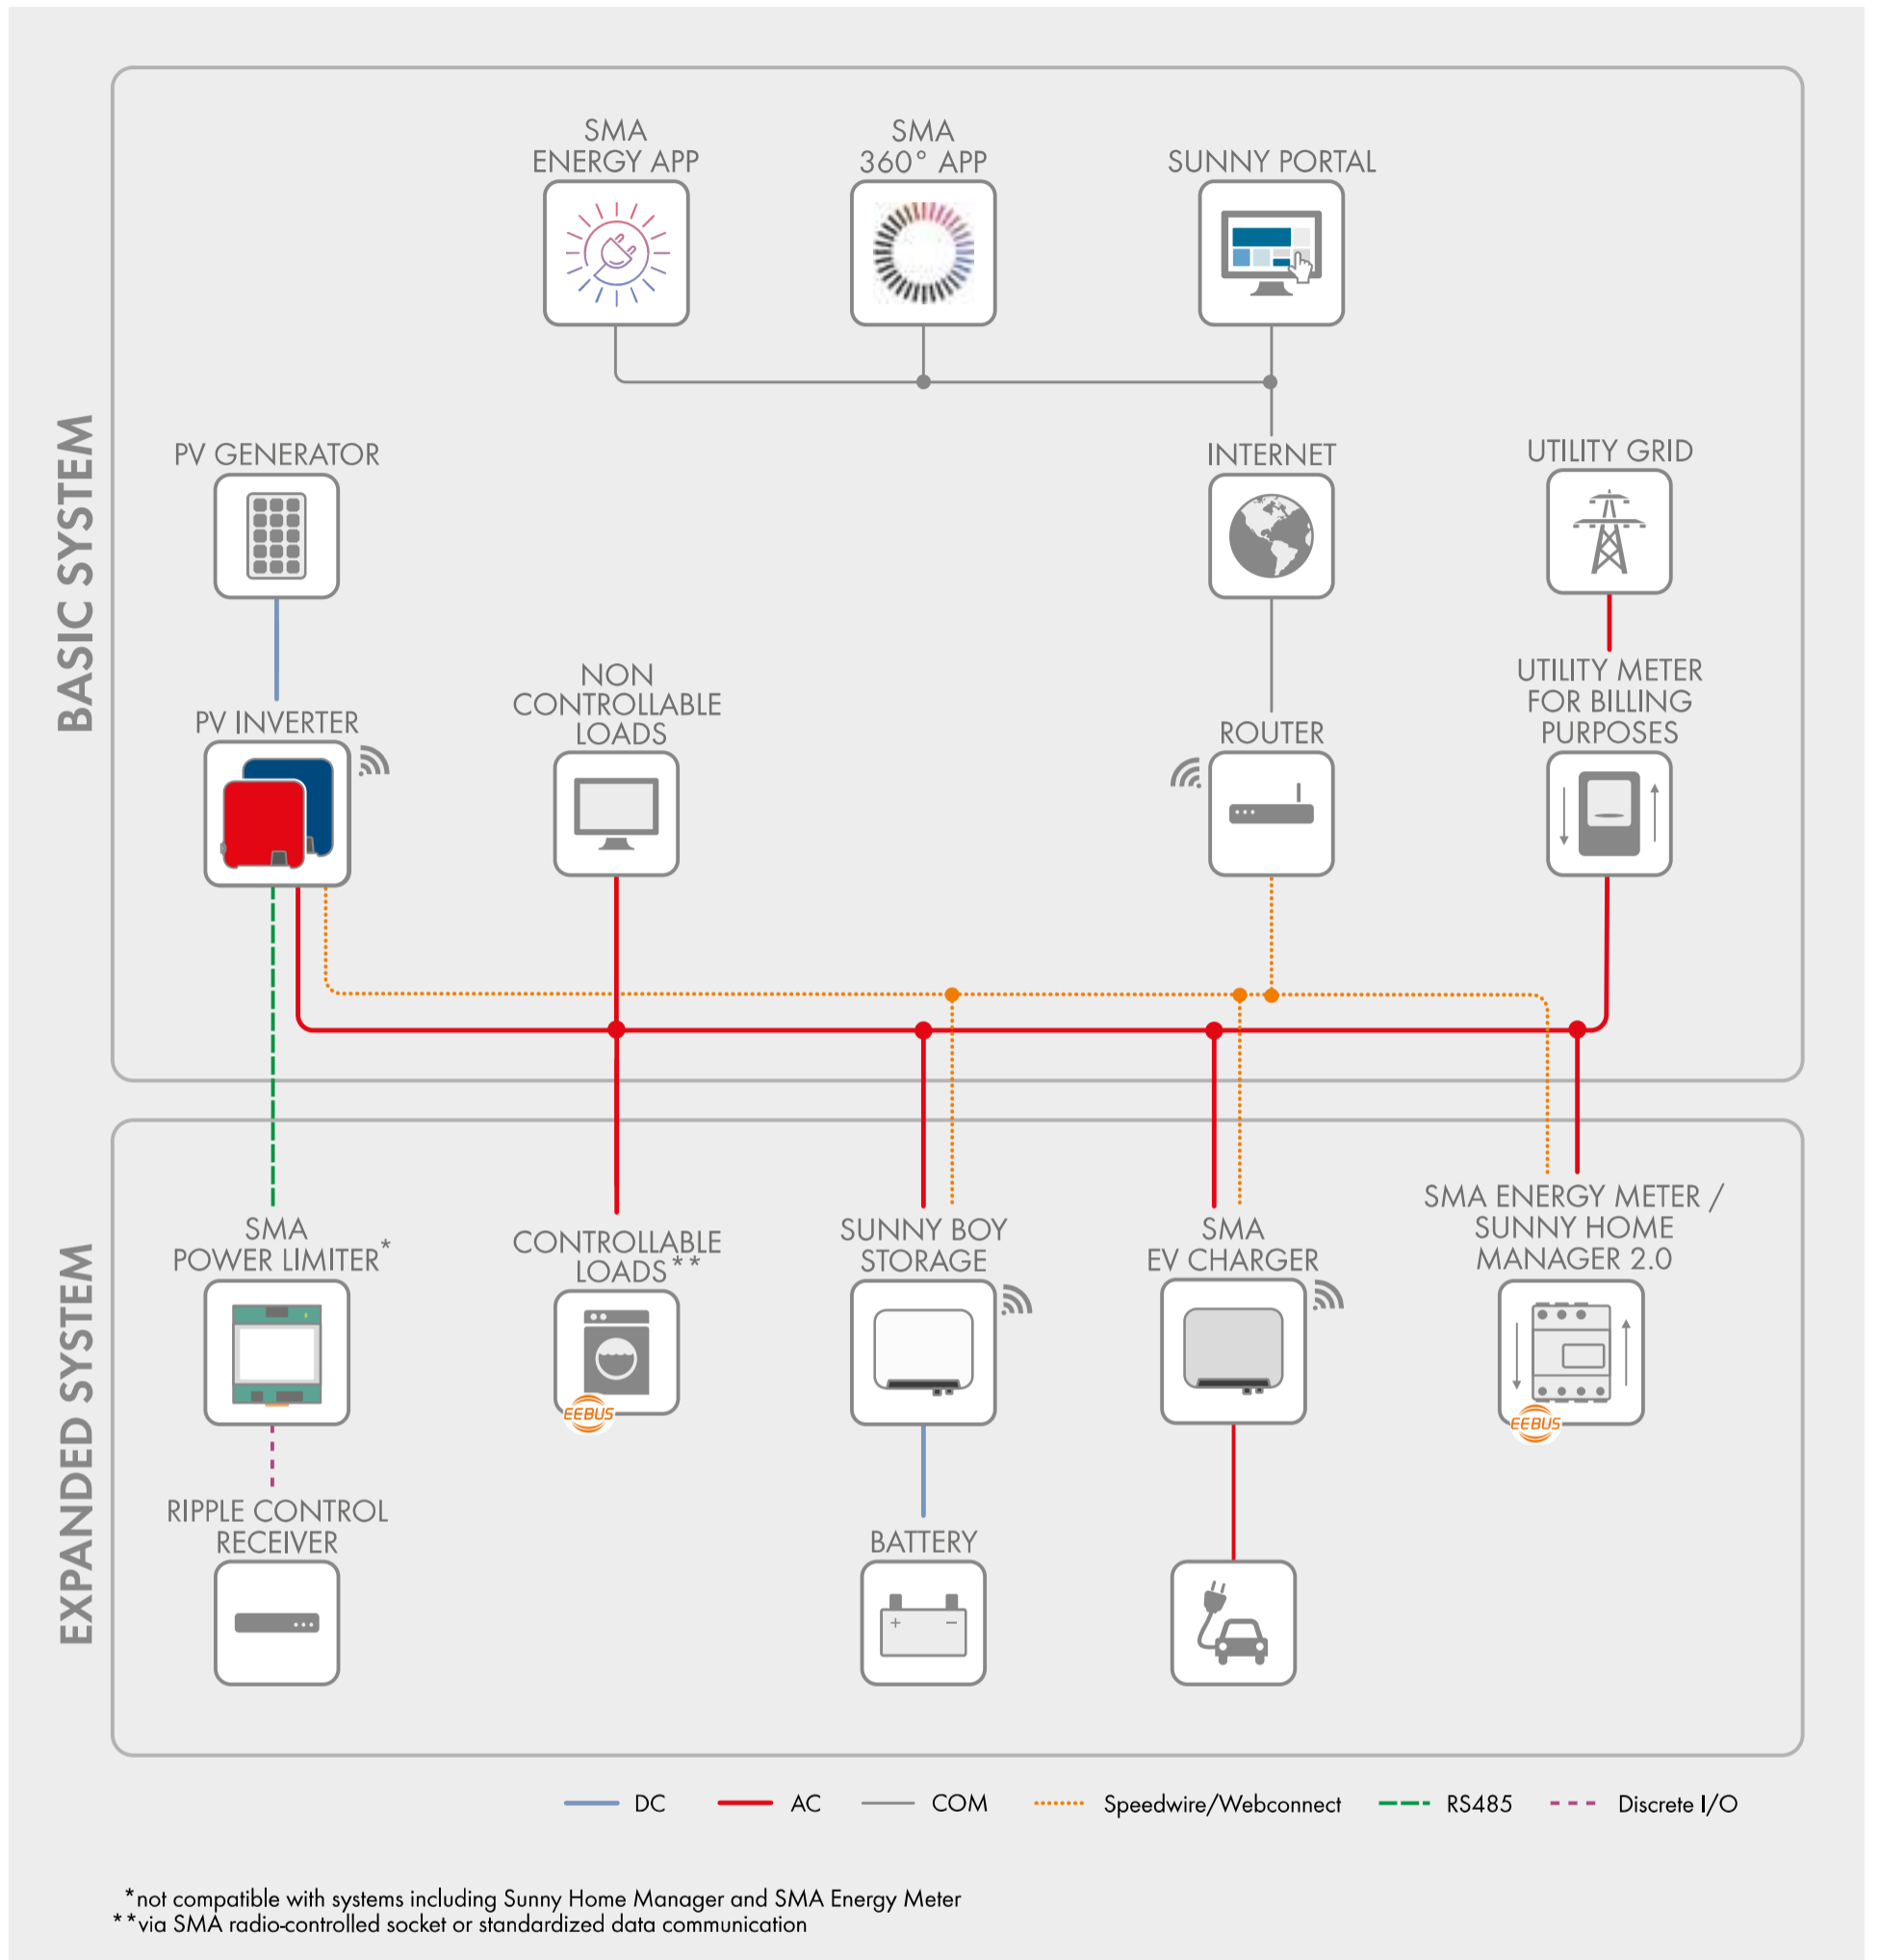 BASIC SYSTEM
SMA
ENERGY APP
SMA
360° APP
SUNNY PORTAL
PV GENERATOR
INTERNET
UTILITY GRID
PV INVERTER
NON
CONTROLLABLE
LOADS
ROUTER
UTILITY METER
FOR BILLING
PURPOSES
EXPANDED SYSTEM
SMA
POWER LIMITER*
CONTROLLABLE
LOADS**
SUNNY BOY
STORAGE
SMA
EV CHARGER
SMA ENERGY METER /
SUNNY HOME
MANAGER 2.0
EEBUS
EEBUS
RIPPLE CONTROL
RECEIVER
BATTERY
+ −
DC
AC
COM
Speedwire/Webconnect
RS485
Discrete I/O
*not compatible with systems including Sunny Home Manager and SMA Energy Meter
**via SMA radio-controlled socket or standardized data communication